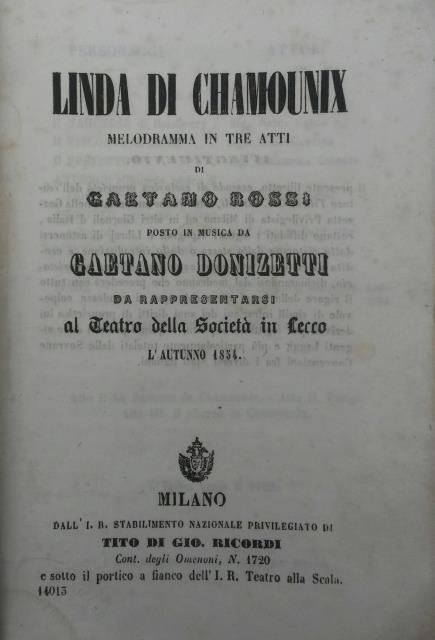 LINDA DI CHAMOUNIX
MELODRAMMA IN TRE ATTI
DI
GAETANO ROSSI
POSTO IN MUSICA DA
GAETANO DONIZETTI
DA RAPPRESENTARSI
al Teatro della Società in Lecco
L'AUTUNNO 1854.
MILANO
DALL' I. R. STABILIMENTO NAZIONALE PRIVILEGIATO DI
TITO DI GIO. RICORDI
Cont. degli Omenoni, N. 1720
e sotto il portico a fianco dell' I. R. Teatro alla Scala.
14013